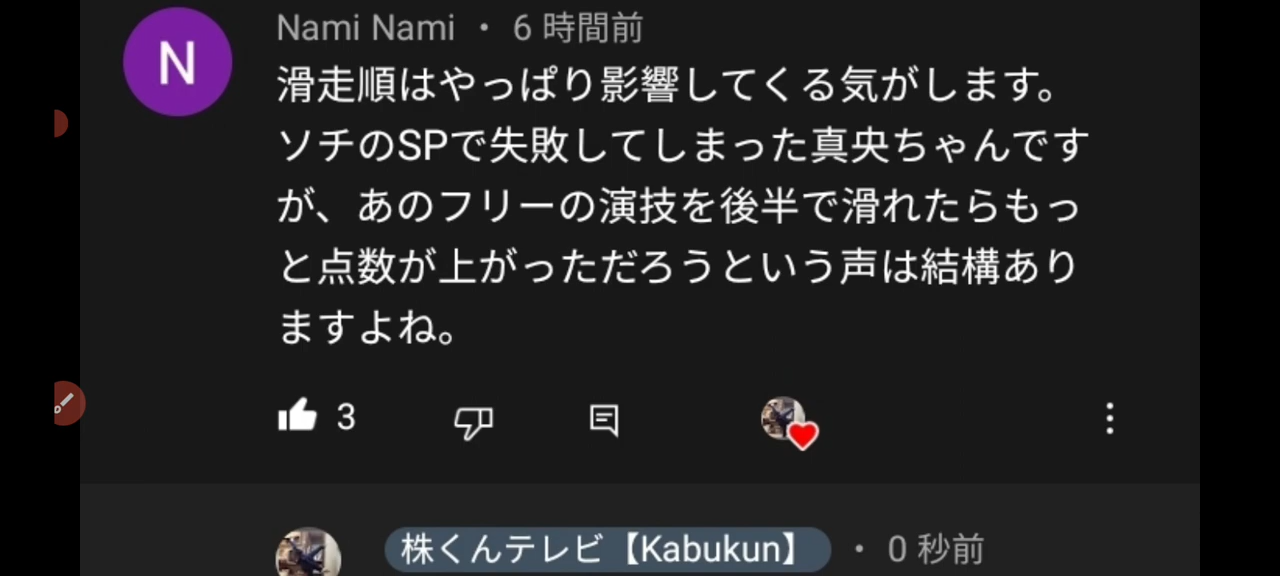 N
Nami Nami ・ 6 時間前
滑走順はやっぱり影響してくる気がします。
ソチのSPで失敗してしまった真央ちゃんです
が、あのフリーの演技を後半で滑れたらもっ
と点数が上がっただろうという声は結構あり
ますよね。
3
株くんテレビ【Kabukun】 ・ 0 秒前